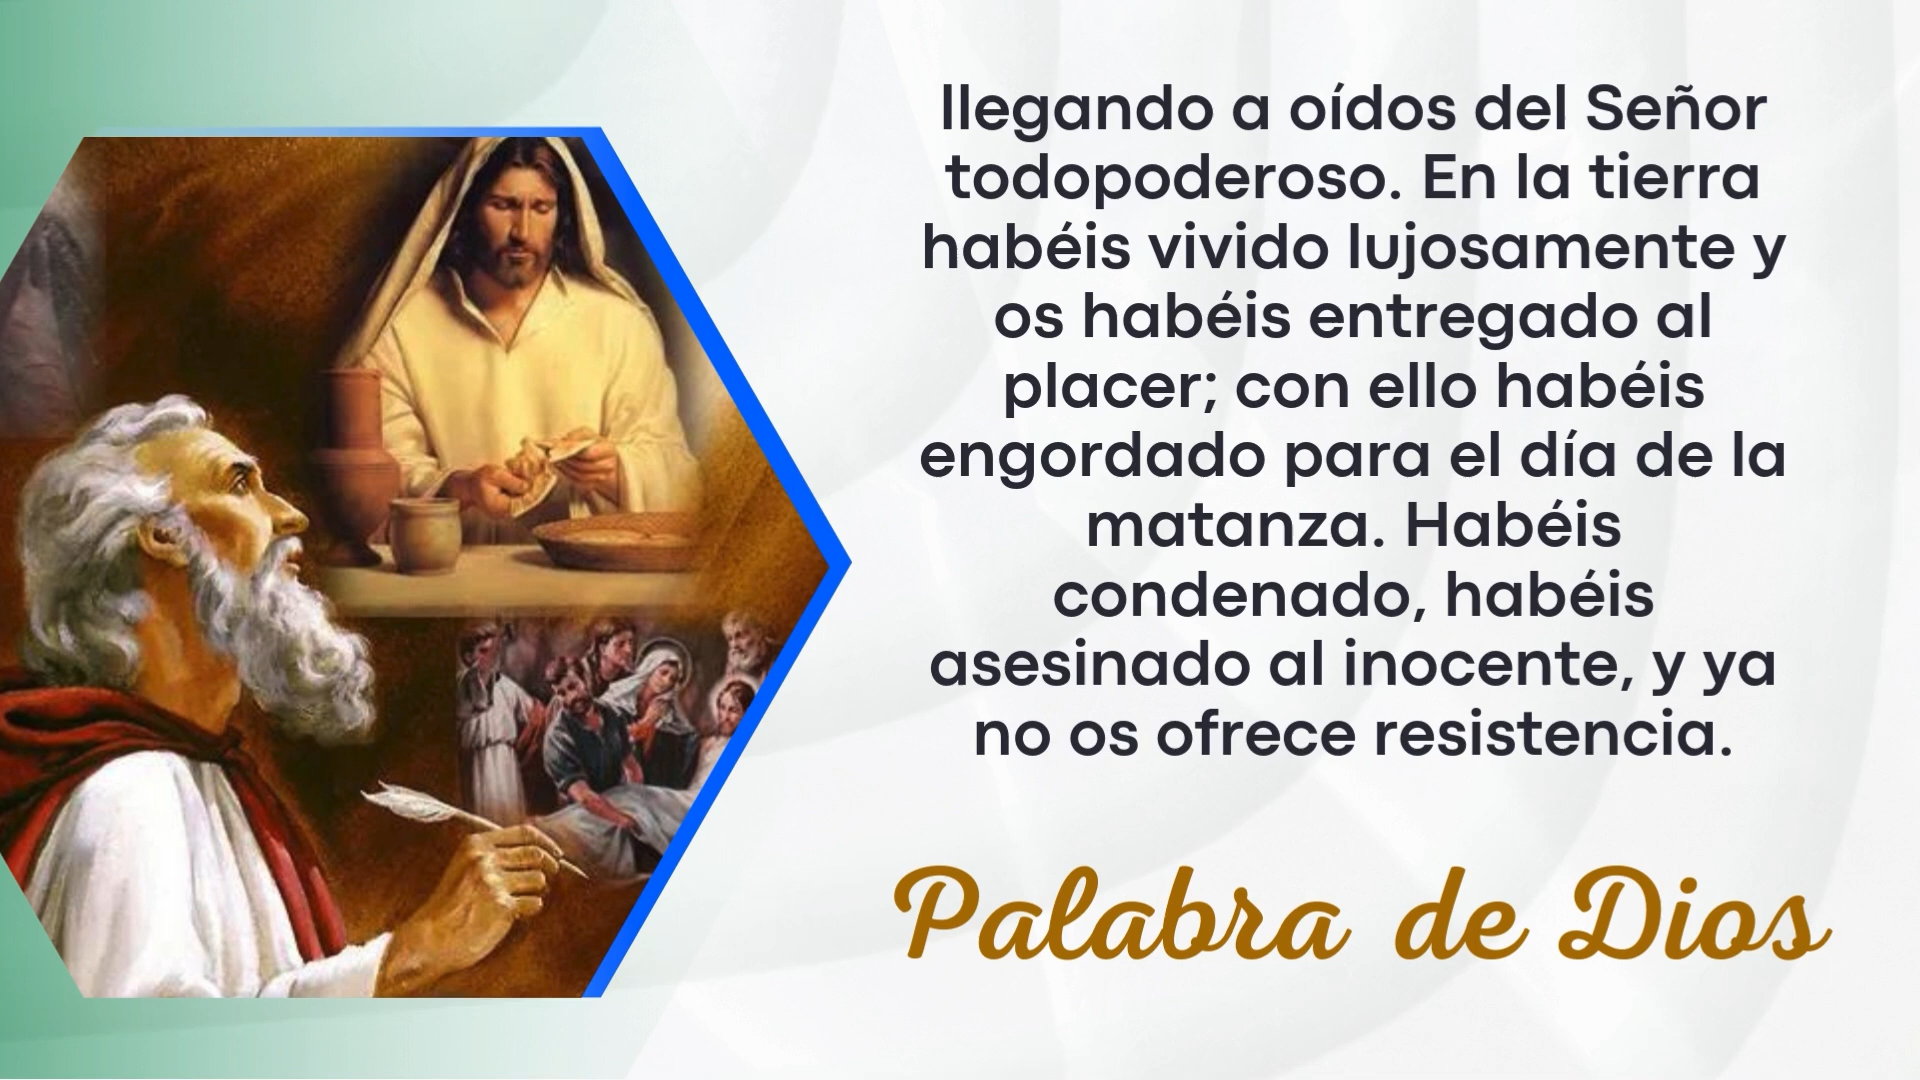 llegando a oídos del Señor
todopoderoso. En la tierra
habéis vivido lujosamente y
os habéis entregado al
placer; con ello habéis
engordado para el día de la
matanza. Habéis
condenado, habéis
asesinado al inocente, y ya
no os ofrece resistencia.
Palabra de Dios